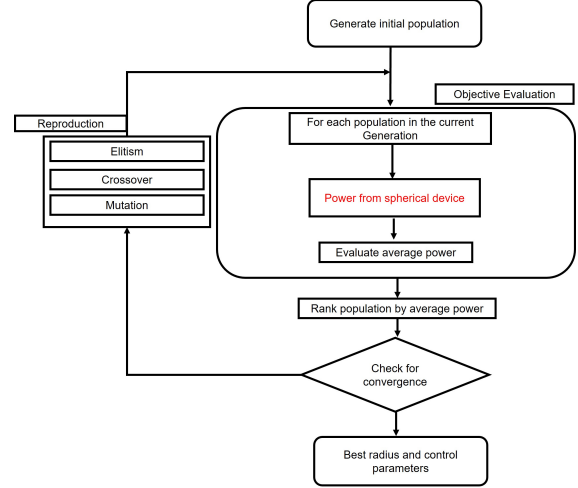 Generate initial population
Objective Evaluation
Reproduction
For each population in the current
Generation
Elitism
Crossover
Mutation
Power from spherical device
Evaluate average power
Rank population by average power
Check for
convergence
Best radius and control
parameters